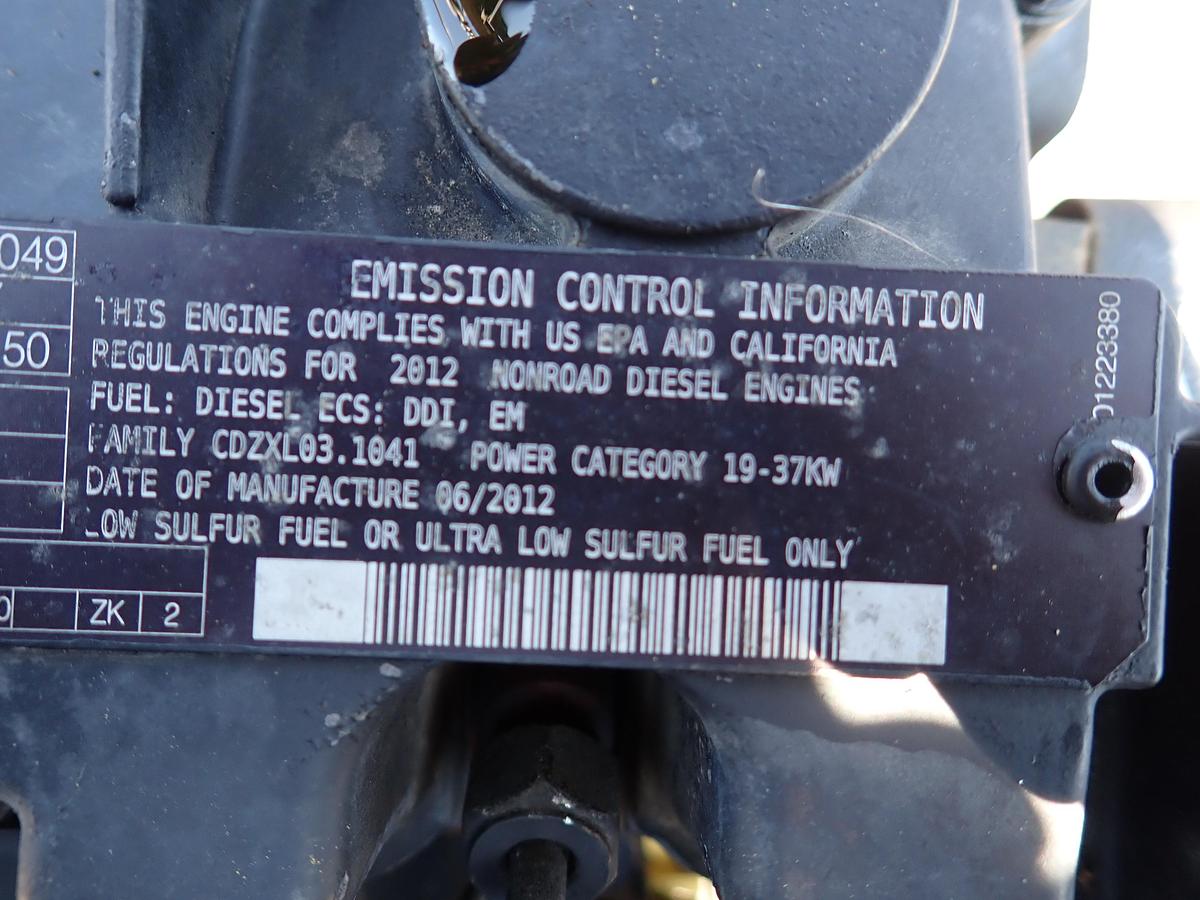 049
50
EMISSION CONTROL INFORMATION
THIS ENGINE COMPLIES WITH US EPA AND CALIFORNIA
REGULATIONS FOR 2012 NONROAD DIESEL ENGINES
FUEL: DIESEL ECS: DDI, EM
FAMILY CDZXL03.1041 POWER CATEGORY 19-37KW
DATE OF MANUFACTURE 06/2012
LOW SULFUR FUEL OR ULTRA LOW SULFUR FUEL ONLY
0 ZK 2
01223380